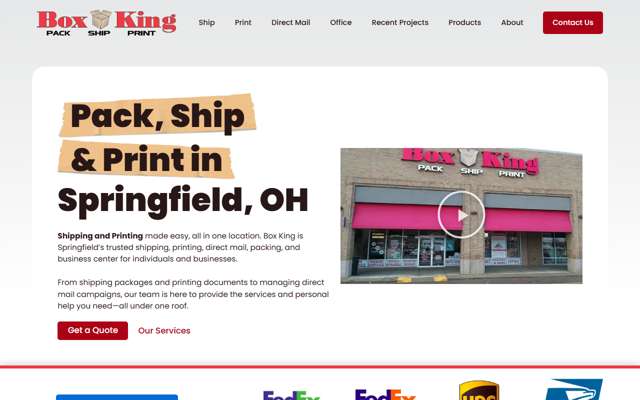 Box King
PACK SHIP PRINT
Ship Print Direct Mail Office Recent Projects Products About Contact Us
Pack, Ship
& Print in
Springfield, OH
Shipping and Printing made easy, all in one location. Box King is
Springfield's trusted shipping, printing, direct mail, packing, and
business center for individuals and businesses.
From shipping packages and printing documents to managing direct
mail campaigns, our team is here to provide the services and personal
help you need—all under one roof.
Get a Quote Our Services
Box King
PACK SHIP PRINT
FedEx FedEx ups